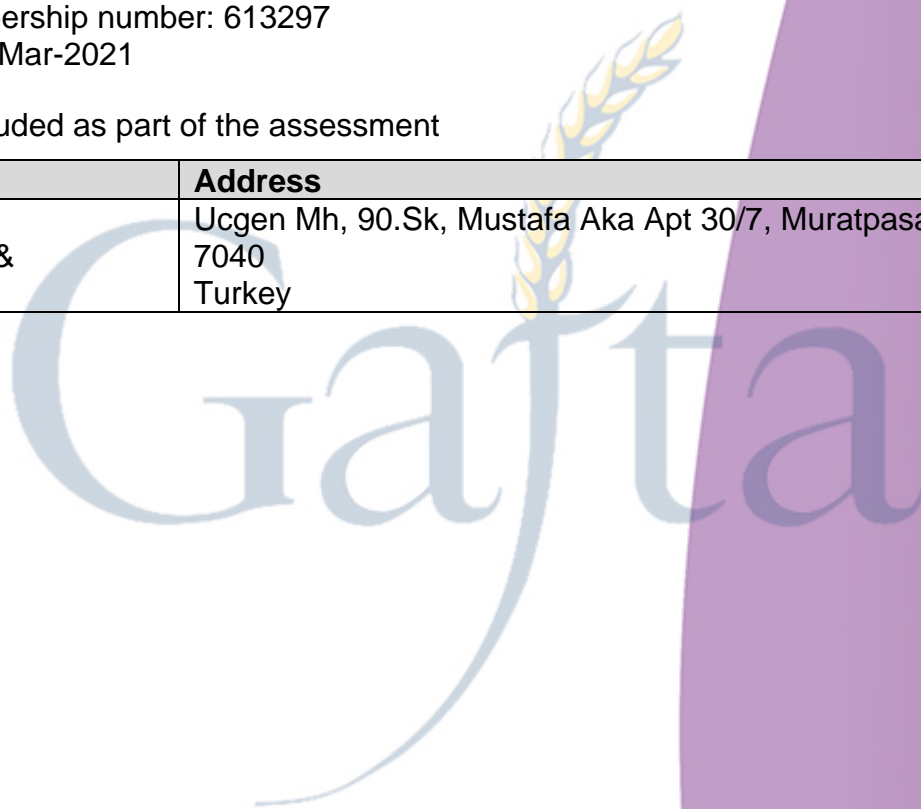 ership number: 613297
Mar-2021
uded as part of the assessment
Address
Ucgen Mh, 90.Sk, Mustafa Aka Apt 30/7, Muratpasa
&
7040
Turkey
Gafta